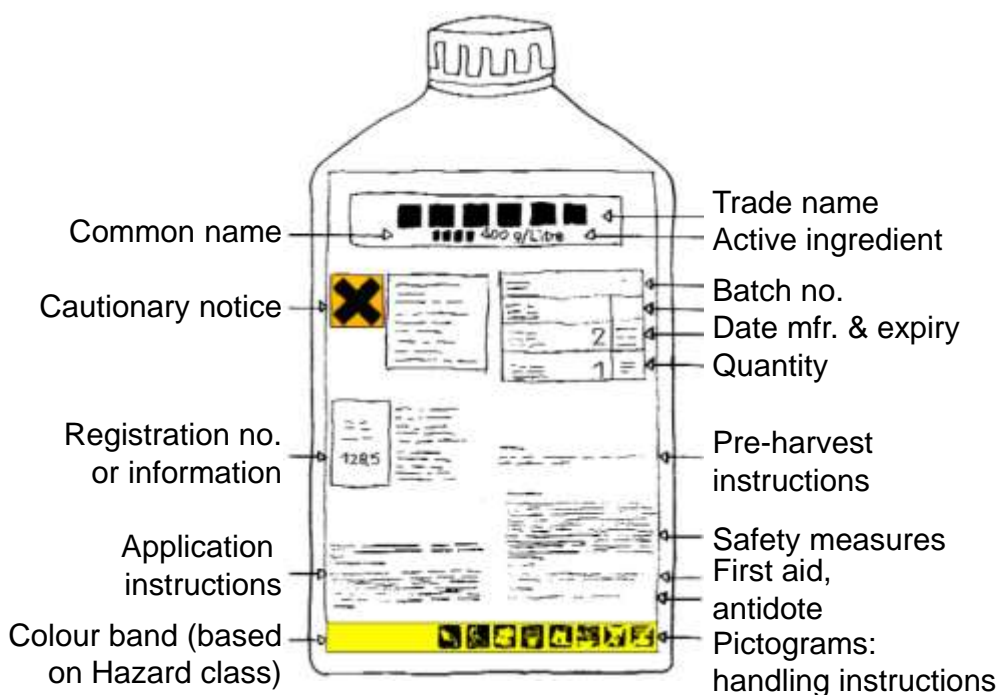 Trade name
Common name
400 g/Litre
Active ingredient
Cautionary notice
Batch no.
Date mfr. & expiry
2
Quantity
1
Registration no.
or information
1285
Pre-harvest
instructions
Application
instructions
Safety measures
First aid,
antidote
Colour band (based
on Hazard class)
Pictograms:
handling instructions